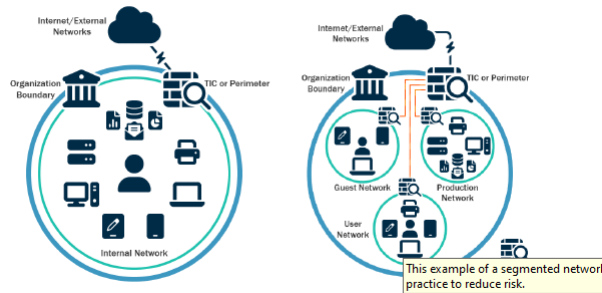 Internet/External
Networks
Organization
Boundary
TIC or Perimeter
Internal Network
Internet/External
Networks
Organization
Boundary
TIC or Perimeter
Guest Network
Production
Network
User
Network
This example of a segmented network
practice to reduce risk.